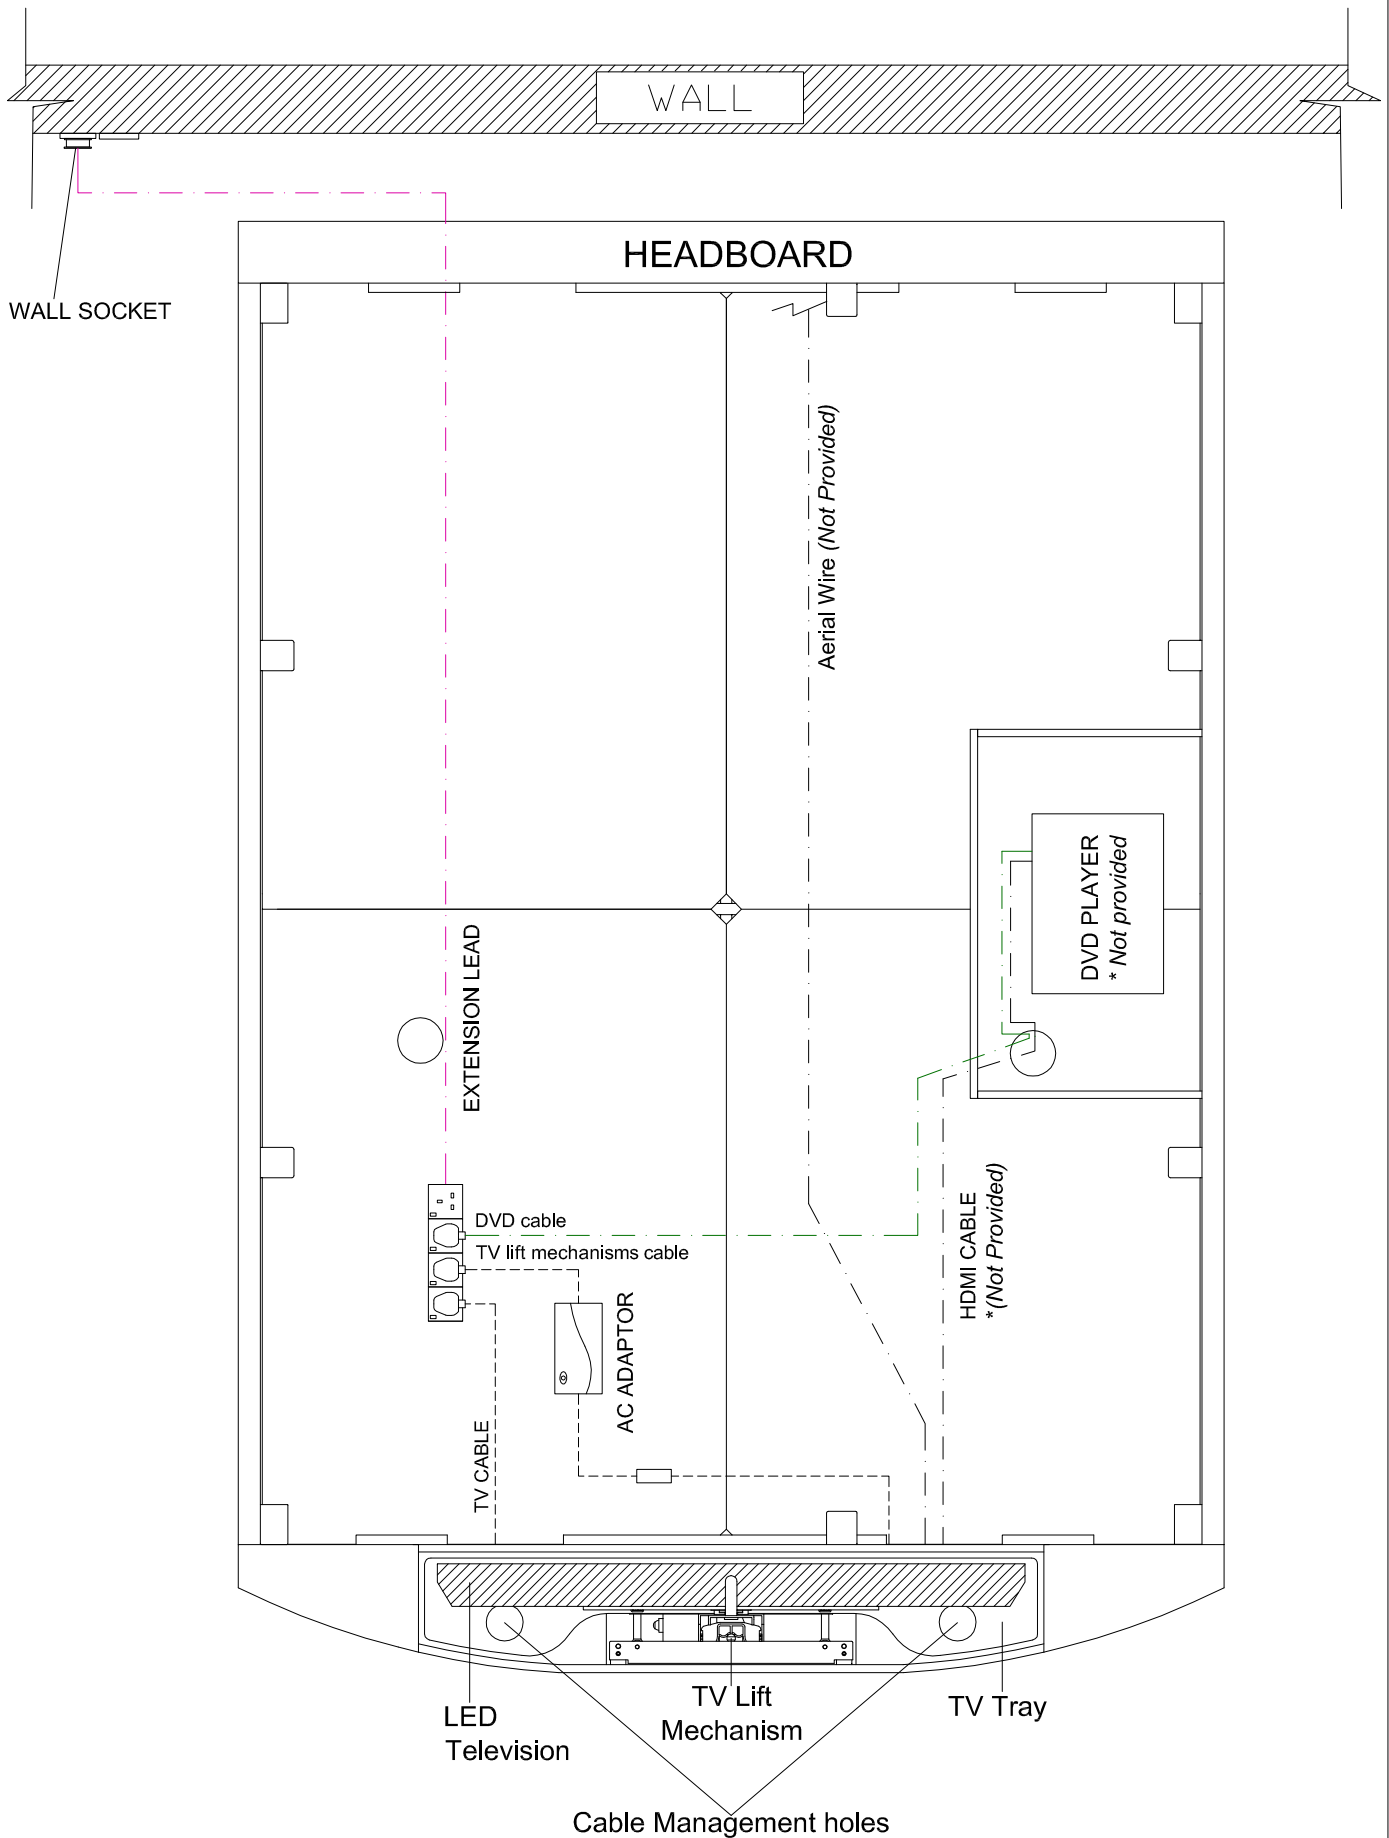 WALL
HEADBOARD
WALL SOCKET
Aerial Wire (Not Provided)
DVD PLAYER
* Not provided
EXTENSION LEAD
DVD cable
TV lift mechanisms cable
HDMI CABLE
*(Not Provided)
AC ADAPTOR
TV CABLE
LED
Television
TV Lift
Mechanism
TV Tray
Cable Management holes